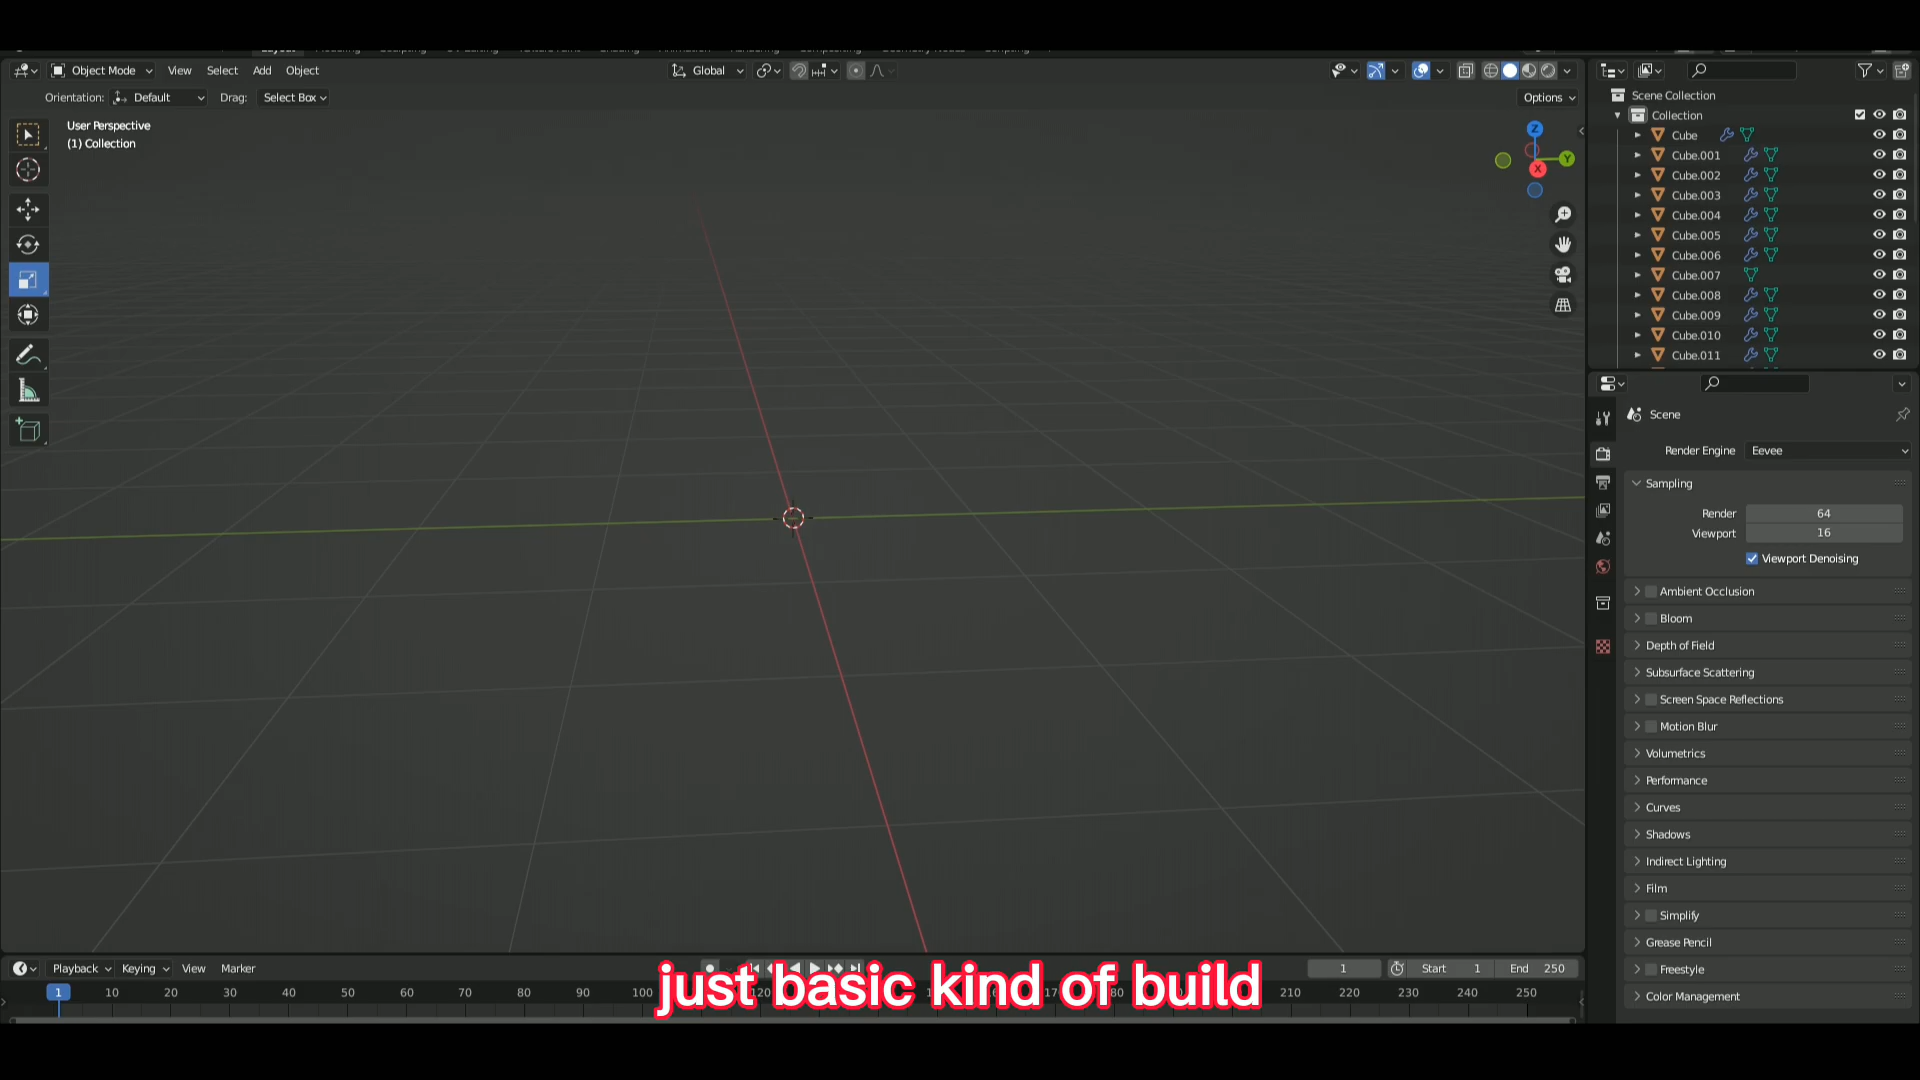 Object Mode
View
Select
Add
Object
Global
Orientation:
Default
Drag:
Select Box
Options
User Perspective
(1) Collection
Z
Y
X
Scene Collection
Collection
Cube
Cube.001
Cube.002
Cube.003
Cube.004
Cube.005
Cube.006
Cube.007
Cube.008
Cube.009
Cube.010
Cube.011
Scene
Render Engine Eevee
Sampling
Render 64
Viewport 16
Viewport Denoising
Ambient Occlusion
Bloom
Depth of Field
Subsurface Scattering
Screen Space Reflections
Motion Blur
Volumetrics
Performance
Curves
Shadows
Indirect Lighting
Film
Simplify
Grease Pencil
Freestyle
Color Management
Playback Keying View Marker
1 Start 1 End 250
1 10 20 30 40 50 60 70 80 90 100 210 220 230 240 250
just basic kind of build